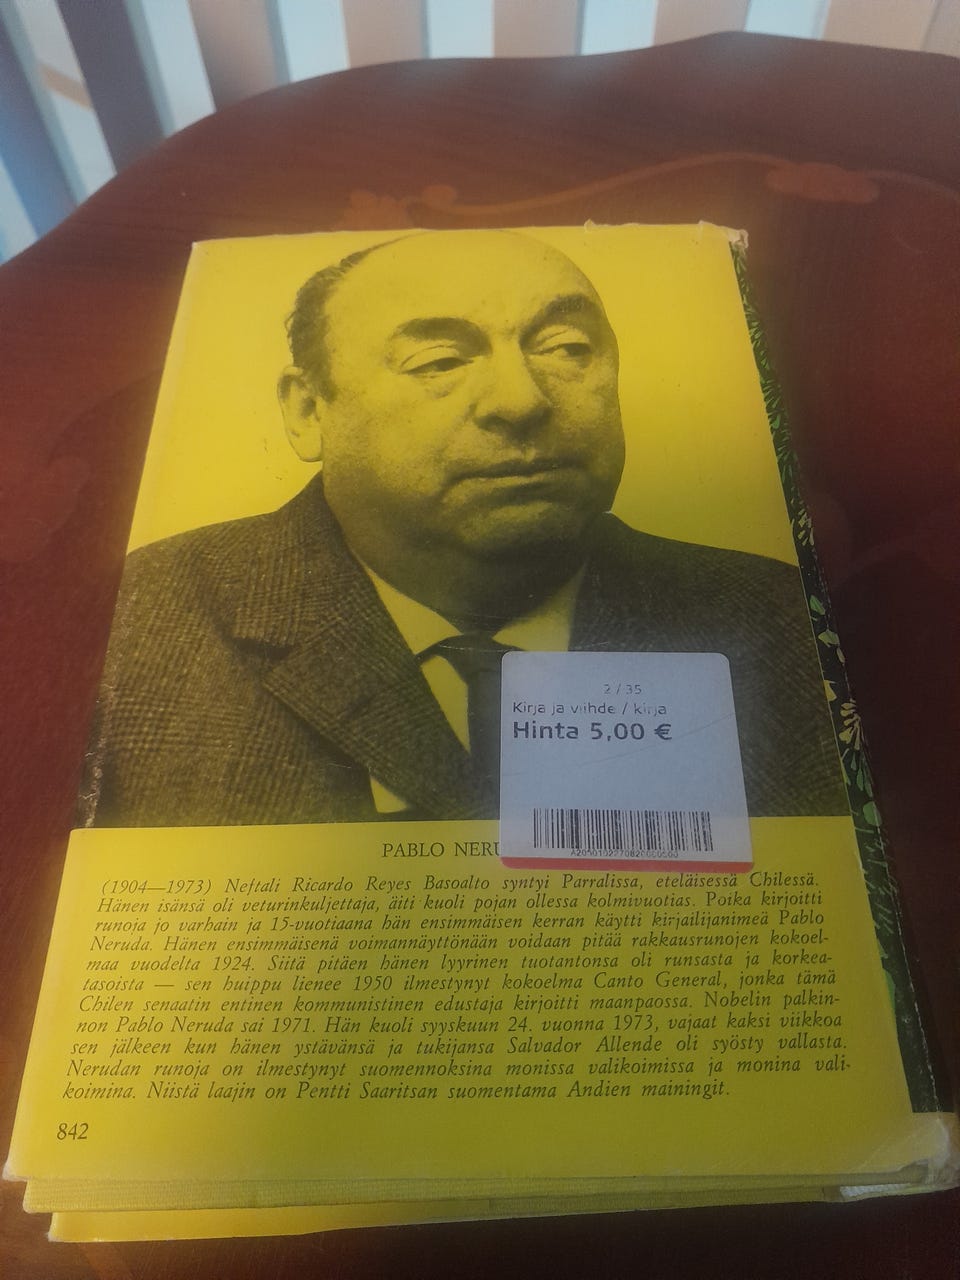 2 / 35
Kirja ja viihde / kirja
Hinta 5,00 €
PABLO NERU
(1904—1973) Neftali Ricardo Reyes Basoalto syntyi Parralissa, eteläisessä Chilessä.
Hänen isänsä oli veturinkuljettaja, äiti kuoli pojan ollessa kolmivuotias. Poika kirjoitti
runoja jo varhain ja 15-vuotiaana hän ensimmäisen kerran käytti kirjailijanimeä Pablo
Neruda. Hänen ensimmäisenä voimannäyttönään voidaan pitää rakkausrunojen kokoel-
maa vuodelta 1924. Siitä pitäen hänen lyyrinen tuotantonsa oli runsasta ja korkea-
tasoista — sen huippu lienee 1950 ilmestynyt kokoelma Canto General, jonka tämä
Chilen senaatin entinen kommunistinen edustaja kirjoitti maanpaossa. Nobelin palkin-
non Pablo Neruda sai 1971. Hän kuoli syyskuun 24. vuonna 1973, vajaat kaksi viikkoa
sen jälkeen kun hänen ystävänsä ja tukijansa Salvador Allende oli syösty vallasta.
Nerudan runoja on ilmestynyt suomennoksina monissa valikoimissa ja monina vali-
koimina. Niistä laajin on Pentti Saaritsan suomentama Andien mainingit.
842